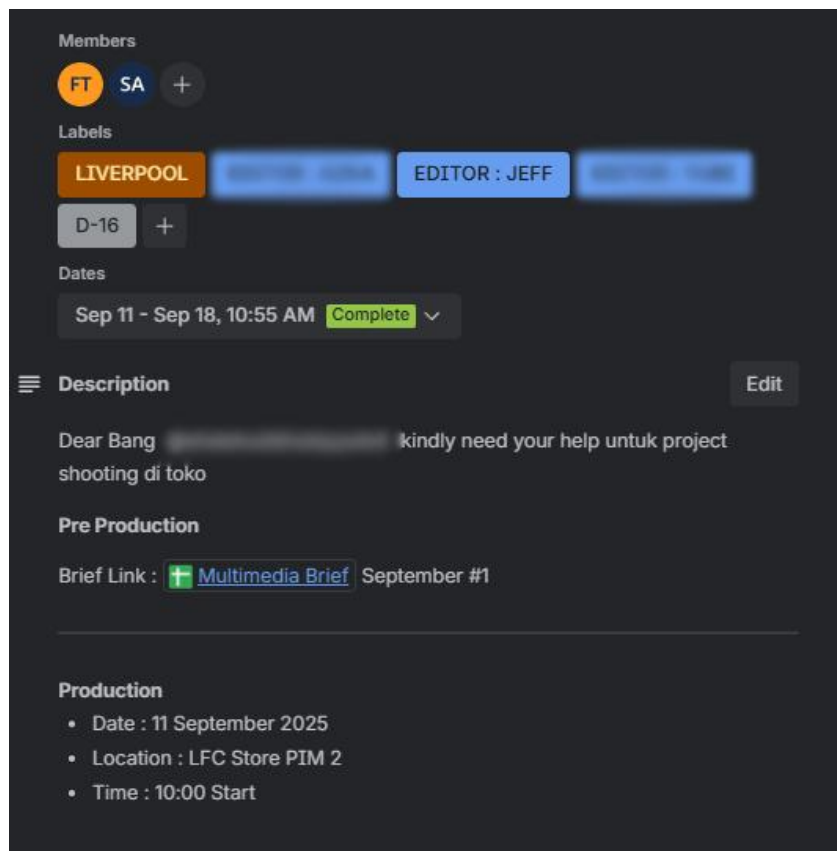 Members
FT SA +
Labels
LIVERPOOL EDITOR : JEFF
D-16 +
Dates
Sep 11 - Sep 18, 10:55 AM Complete
Description Edit
Dear Bang kindly need your help untuk project
shooting di toko
Pre Production
Brief Link : Multimedia Brief September #1
Production
• Date : 11 September 2025
• Location : LFC Store PIM 2
• Time : 10:00 Start